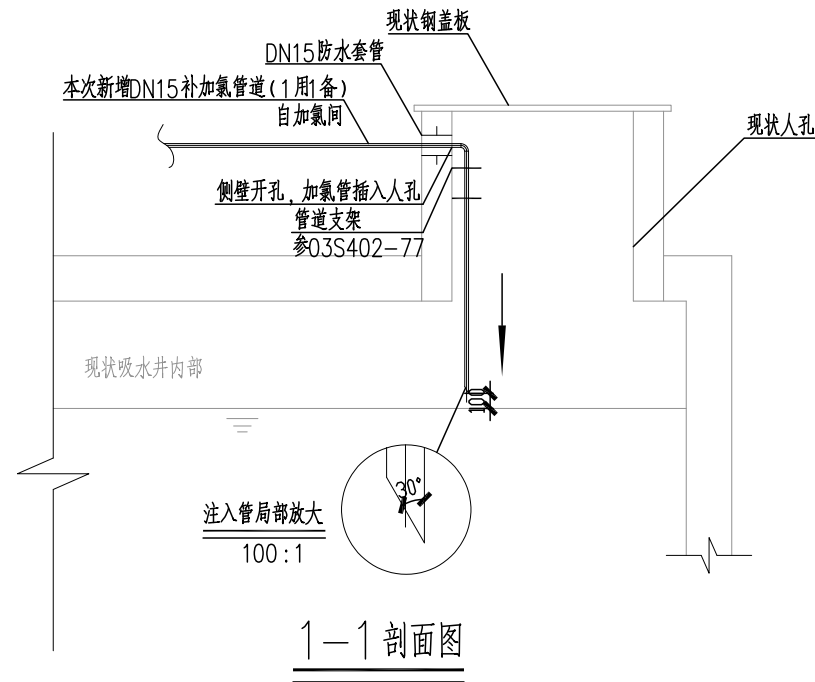 现状钢盖板
DN15防水套管
本次新增DN15补加氯管道(1用1备)
自加氯间
现状人孔
侧壁开孔，加氯管插入人孔
管道支架
参03S402-77
现状吸水井内部
100
30°
注入管局部放大
100:1
1-1剖面图